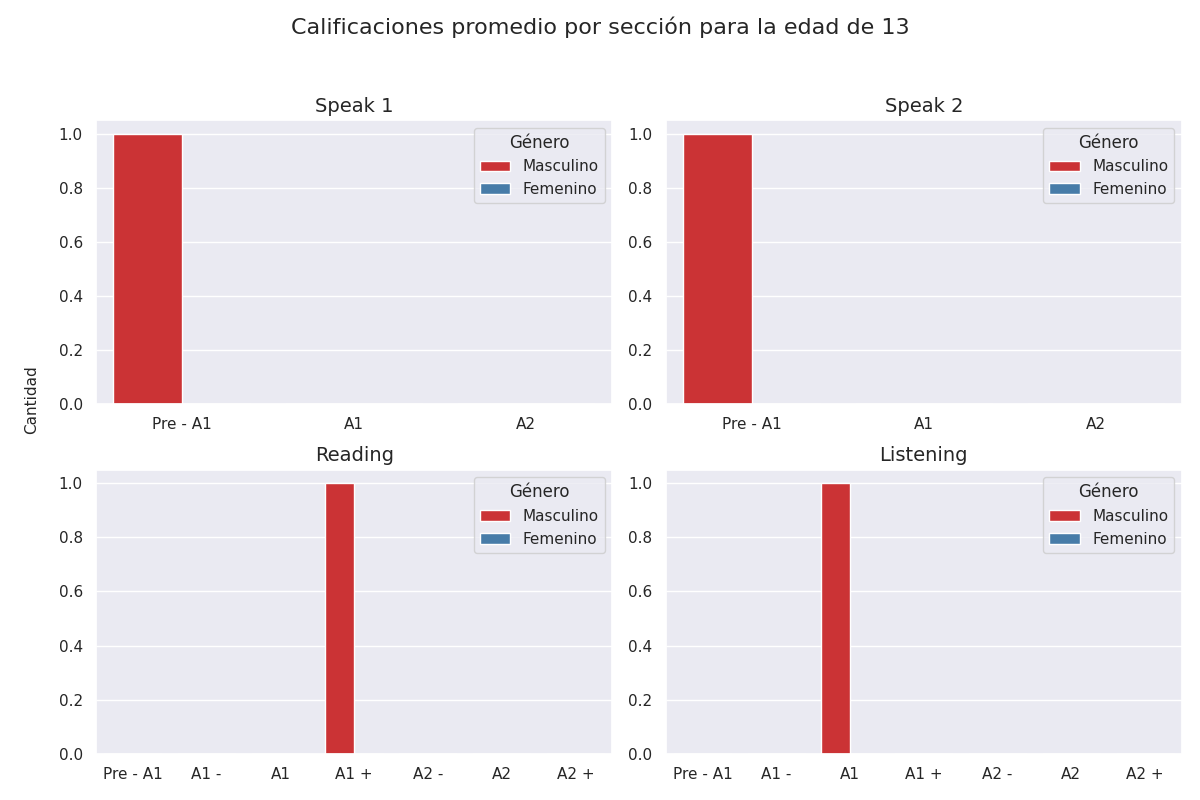 Calificaciones promedio por sección para la edad de 13
Cantidad
Speak 1
1.0
0.8
0.6
0.4
0.2
0.0
Género
Masculino
Femenino
Pre - A1 A1 A2
Speak 2
1.0
0.8
0.6
0.4
0.2
0.0
Género
Masculino
Femenino
Pre - A1 A1 A2
Reading
1.0
0.8
0.6
0.4
0.2
0.0
Género
Masculino
Femenino
Pre - A1 A1 - A1 A1 + A2 - A2 A2 +
Listening
1.0
0.8
0.6
0.4
0.2
0.0
Género
Masculino
Femenino
Pre - A1 A1 - A1 A1 + A2 - A2 A2 +